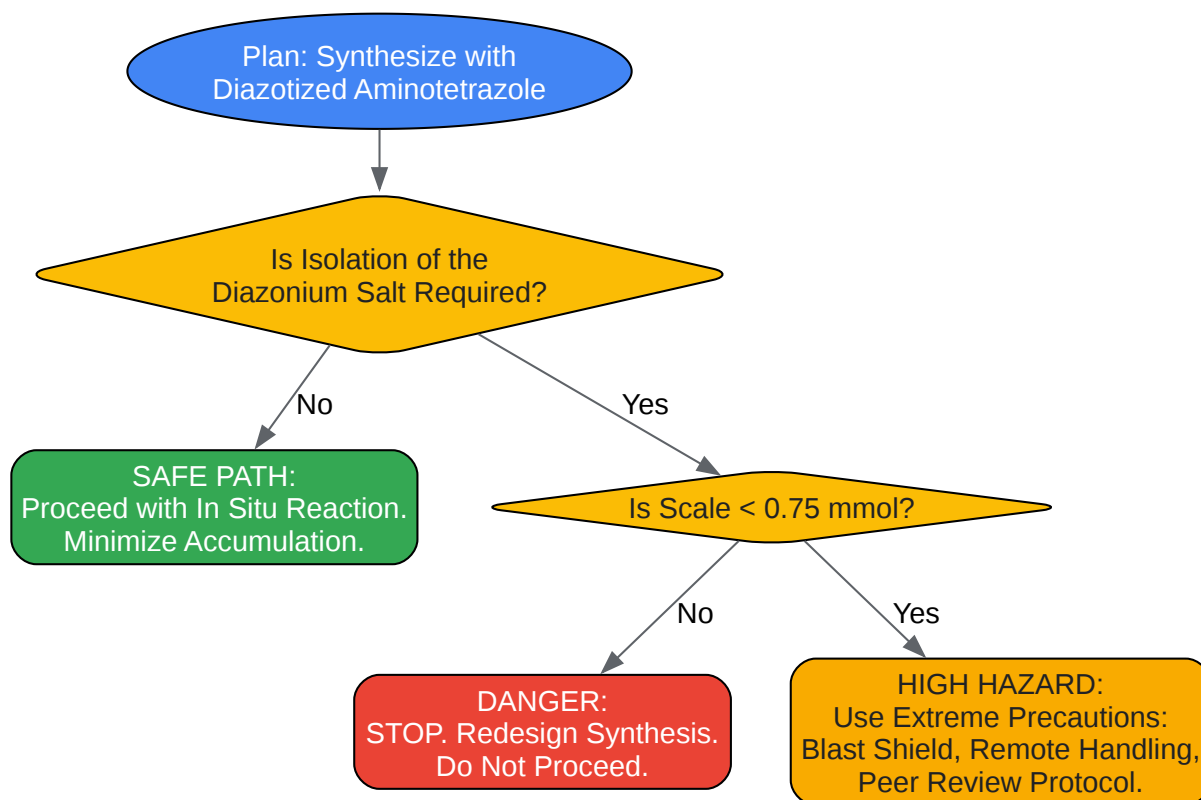 Plan: Synthesize with
Diazotized Aminotetrazole
Is Isolation of the
Diazonium Salt Required?
No
Yes
SAFE PATH:
Proceed with In Situ Reaction.
Minimize Accumulation.
Is Scale < 0.75 mmol?
No
Yes
DANGER:
STOP. Redesign Synthesis.
Do Not Proceed.
HIGH HAZARD:
Use Extreme Precautions:
Blast Shield, Remote Handling,
Peer Review Protocol.